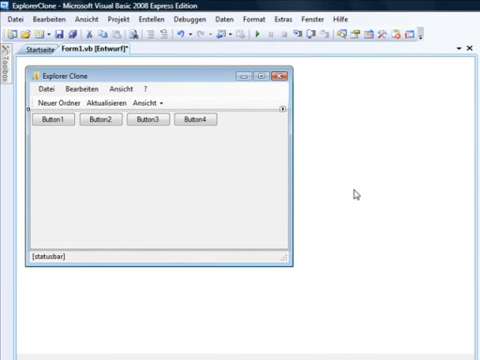 ExplorerClone - Microsoft Visual Basic 2008 Express Edition
Datei Bearbeiten Ansicht Projekt Erstellen Debuggen Daten Format Extras Fenster Hilfe
Startseite Form1.vb [Entwurf]*
Toolbox
Explorer Clone
Datei Bearbeiten Ansicht ?
Neuer Ordner Aktualisieren Ansicht
Button1 Button2 Button3 Button4
[statusbar]